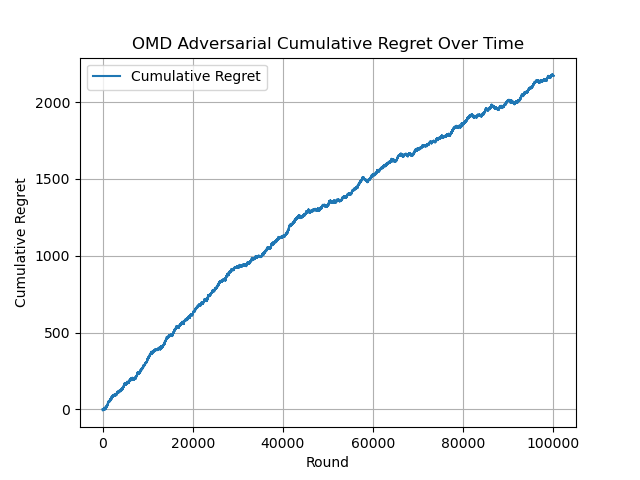 OMD Adversarial Cumulative Regret Over Time
Cumulative Regret
2000
1500
1000
500
0
Cumulative Regret
0 20000 40000 60000 80000 100000
Round